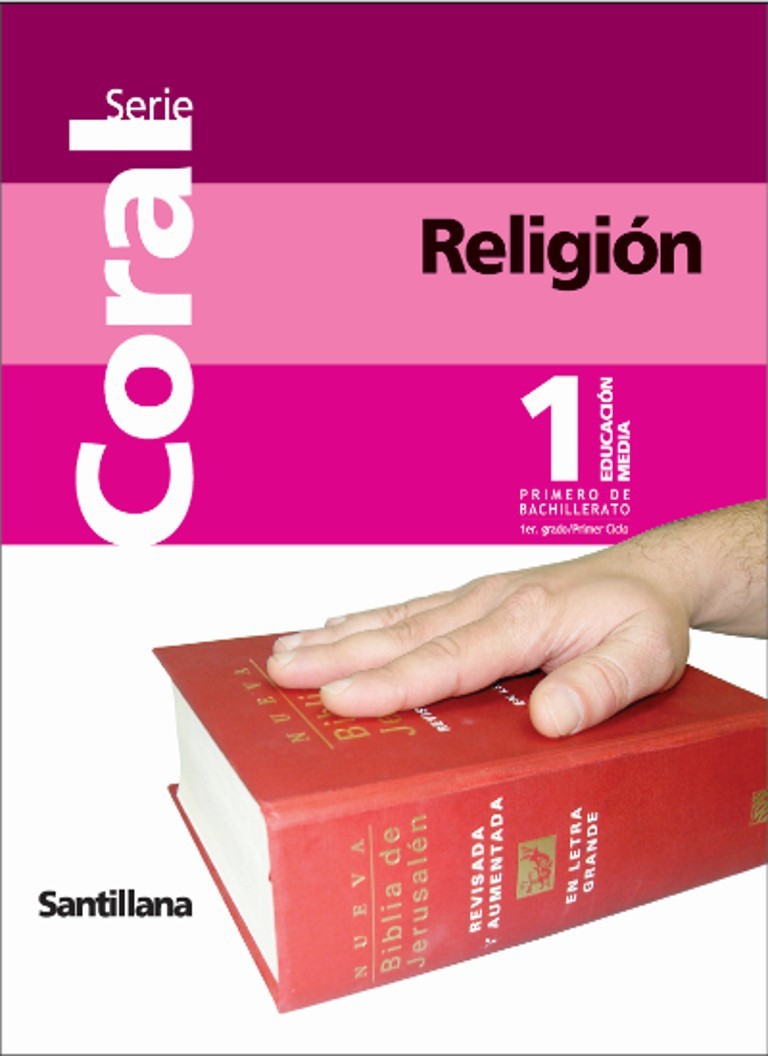 Serie
Coral
Religión
1
EDUCACIÓN
MEDIA
PRIMERO DE
BACHILLERATO
1er. grado/Primer Ciclo
NUEVA
NUEVA
Biblia de
Jerusalén
REVISADA
Y AUMENTADA
EN LETRA
GRANDE
Santillana